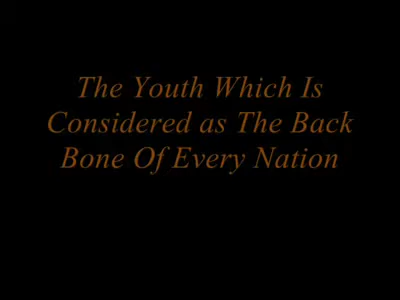 The Youth Which Is
Considered as The Back
Bone Of Every Nation